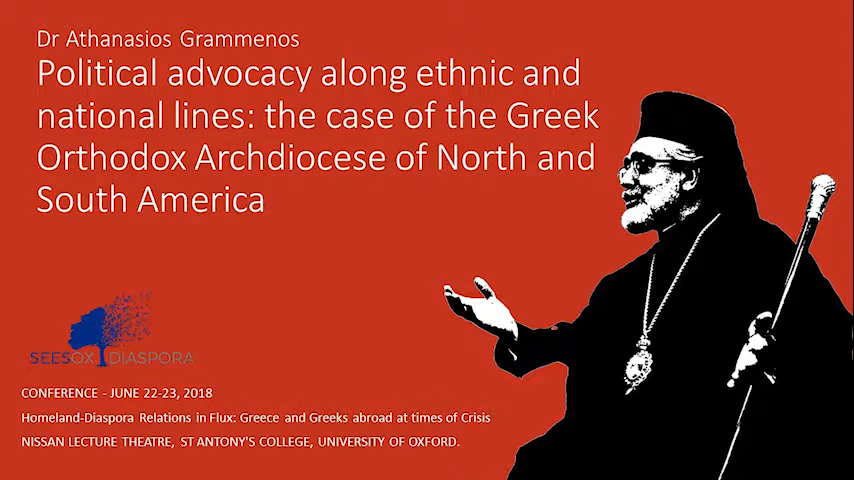 Dr Athanasios Grammenos
Political advocacy along ethnic and
national lines: the case of the Greek
Orthodox Archdiocese of North and
South America
SEESOX DIASPORA
CONFERENCE - JUNE 22-23, 2018
Homeland-Diaspora Relations in Flux: Greece and Greeks abroad at times of Crisis
NISSAN LECTURE THEATRE, ST ANTONY'S COLLEGE, UNIVERSITY OF OXFORD.